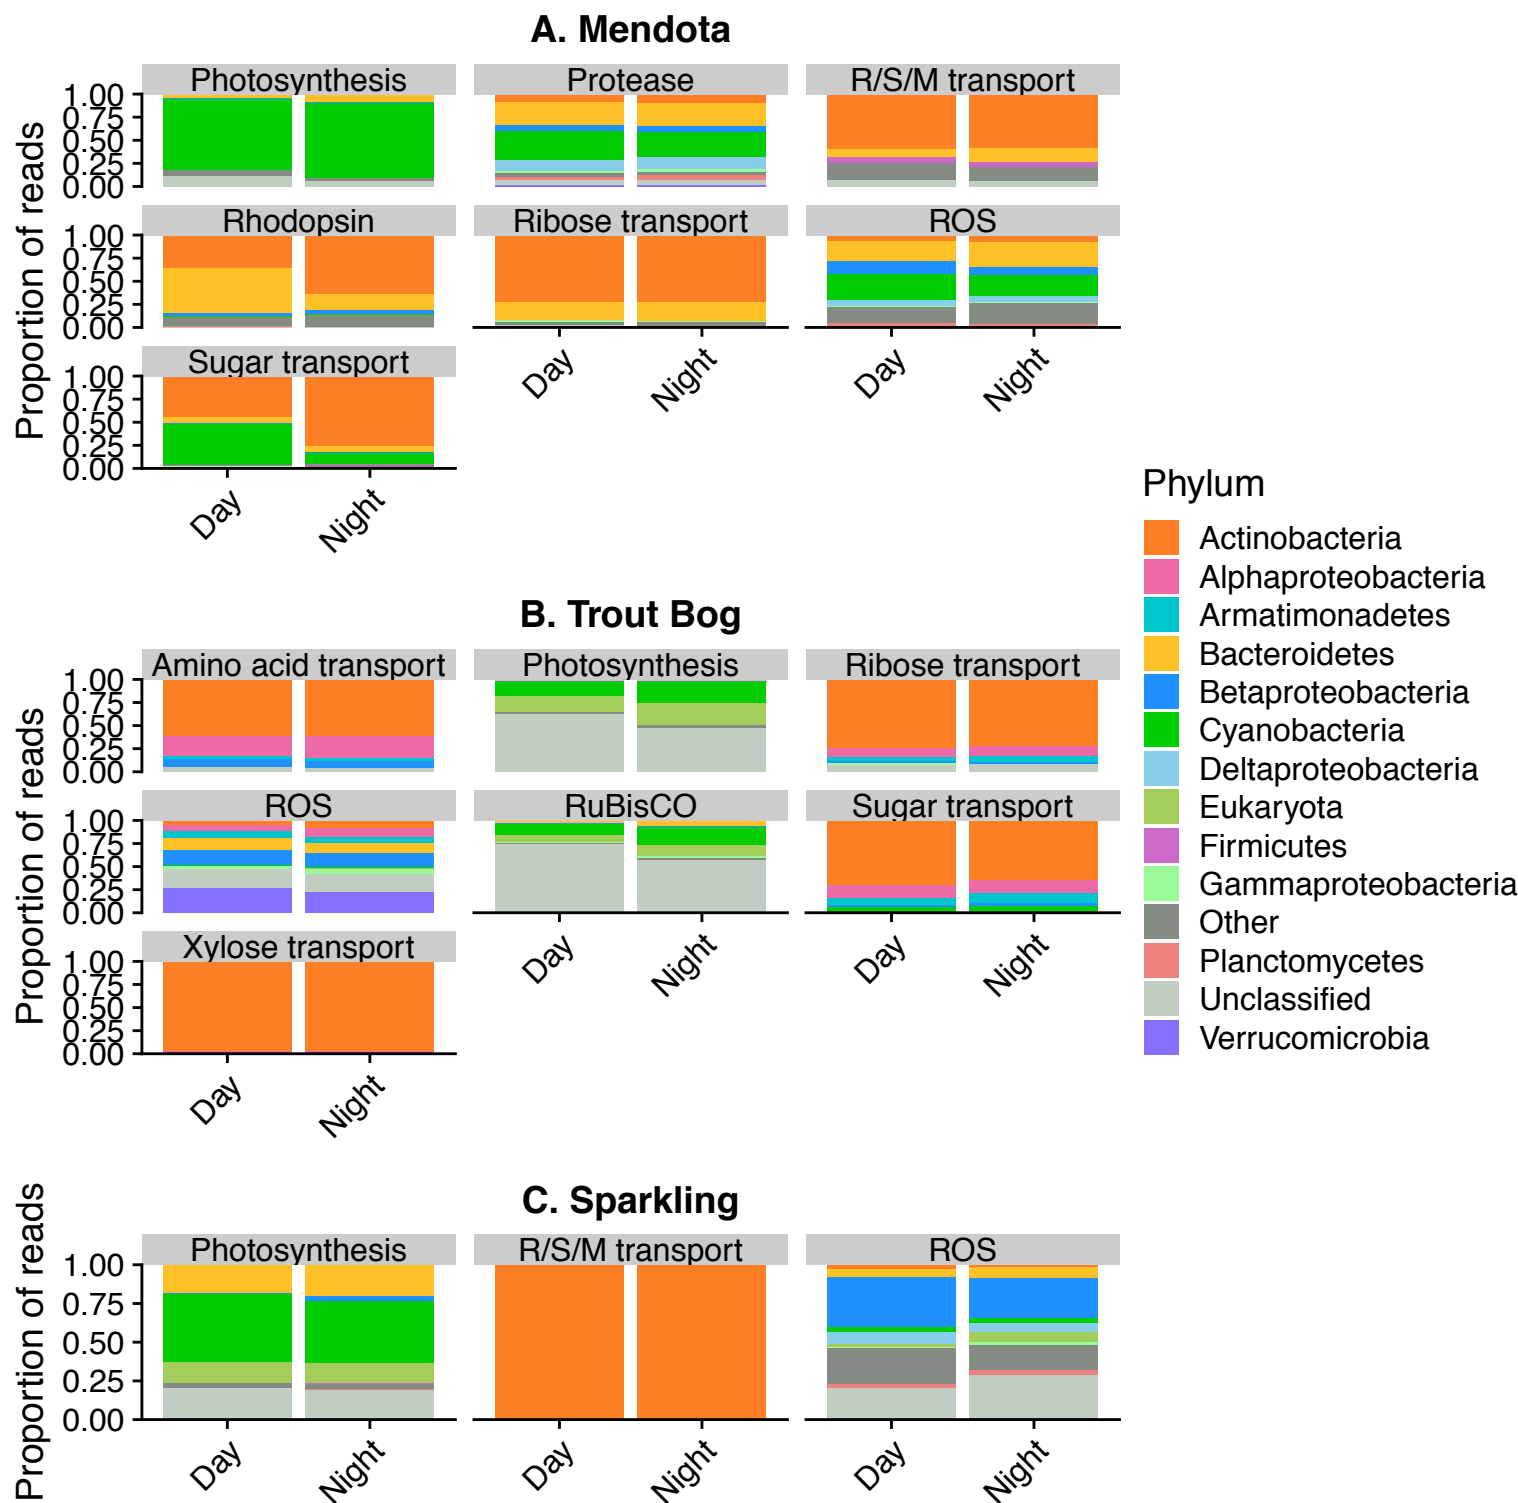 A. Mendota
Photosynthesis Protease R/S/M transport
1.00
0.75
0.50
0.25
0.00
Rhodopsin Ribose transport ROS
1.00
0.75
0.50
0.25
0.00
Day Night Day Night
Sugar transport
1.00
0.75
0.50
0.25
0.00
Day Night
Proportion of reads
B. Trout Bog
Amino acid transport Photosynthesis Ribose transport
1.00
0.75
0.50
0.25
0.00
ROS RuBisCO Sugar transport
1.00
0.75
0.50
0.25
0.00
Day Night Day Night
Xylose transport
1.00
0.75
0.50
0.25
0.00
Day Night
Proportion of reads
C. Sparkling
Photosynthesis R/S/M transport ROS
1.00
0.75
0.50
0.25
0.00
Day Night Day Night Day Night
Proportion of reads
Phylum
Actinobacteria
Alphaproteobacteria
Armatimonadetes
Bacteroidetes
Betaproteobacteria
Cyanobacteria
Deltaproteobacteria
Eukaryota
Firmicutes
Gammaproteobacteria
Other
Planctomycetes
Unclassified
Verrucomicrobia